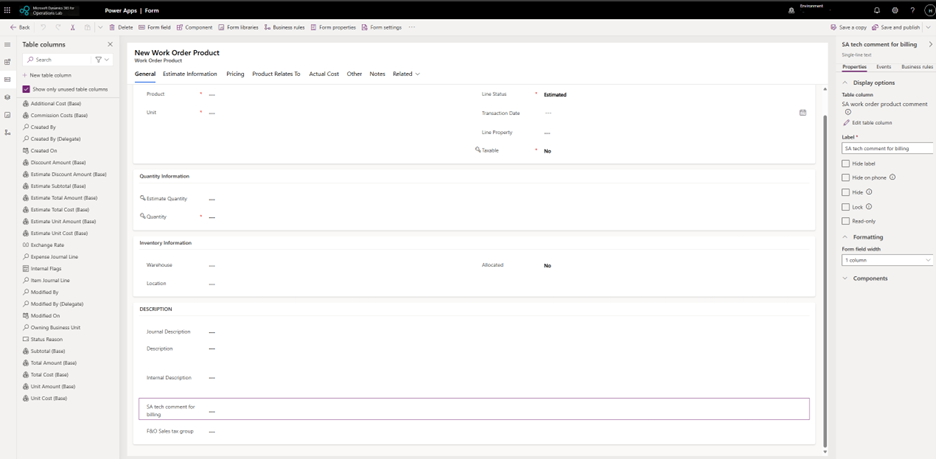 Microsoft Dynamics 365 for
Operations Lab
Power Apps | Form
Environment
Back
Delete
Form field
Component
Form libraries
Business rules
Form properties
Form settings
Save a copy
Save and publish
Table columns
Search
New table column
Show only unused table columns
Additional Cost (Base)
Commission Costs (Base)
Created By
Created By (Delegate)
Created On
Discount Amount (Base)
Estimate Discount Amount (Base)
Estimate Subtotal (Base)
Estimate Total Amount (Base)
Estimate Total Cost (Base)
Estimate Unit Amount (Base)
Estimate Unit Cost (Base)
Exchange Rate
Expense Journal Line
Internal Flags
Item Journal Line
Modified By
Modified By (Delegate)
Modified On
Owning Business Unit
Status Reason
Subtotal (Base)
Total Amount (Base)
Total Cost (Base)
Unit Amount (Base)
Unit Cost (Base)
New Work Order Product
Work Order Product
General
Estimate Information
Pricing
Product Relates To
Actual Cost
Other
Notes
Related
Product * ---
Line Status * Estimated
Unit * ---
Transaction Date ---
Line Property ---
Taxable * No
Quantity Information
Estimate Quantity ---
Quantity * ---
Inventory Information
Warehouse ---
Allocated No
Location ---
DESCRIPTION
Journal Description ---
Description ---
Internal Description ---
SA tech comment for
billing ---
F&O Sales tax group ---
SA tech comment for billing
Single line text
Properties
Events
Business rules
Display options
Table column
SA work order product comment
Edit table column
Label *
SA tech comment for billing
Hide label
Hide on phone
Hide
Lock
Read-only
Formatting
Form field width
1 column
Components